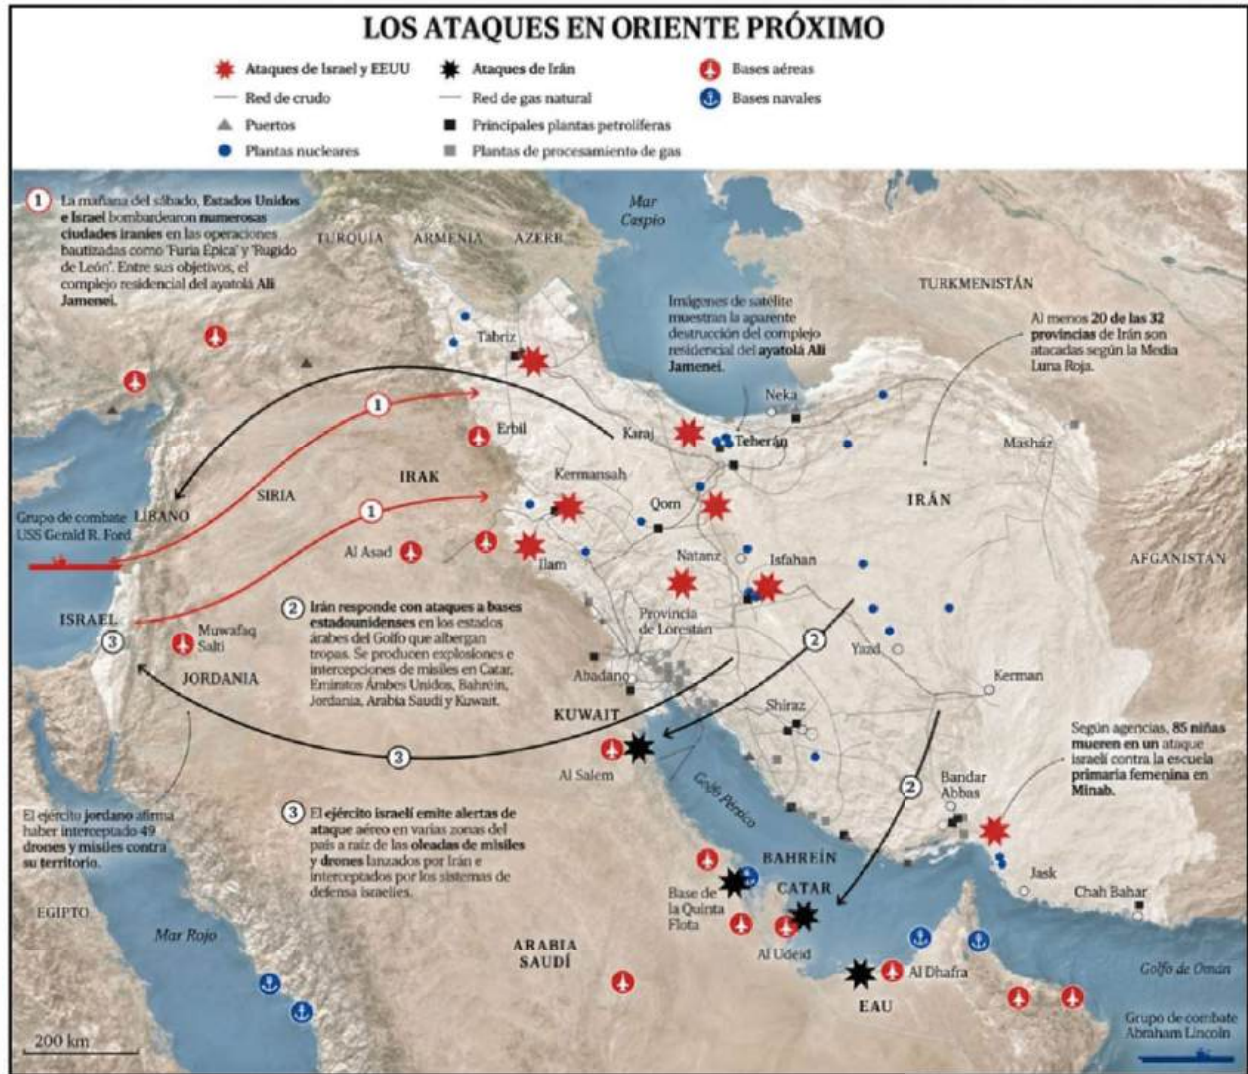 LOS ATAQUES EN ORIENTE PRÓXIMO
Ataques de Israel y EEUU
Ataques de Irán
Bases aéreas
Red de crudo
Red de gas natural
Bases navales
Puertos
Principales plantas petrolíferas
Plantas nucleares
Plantas de procesamiento de gas
1 La mañana del sábado, Estados Unidos
e Israel bombardearon numerosas
ciudades iraníes en las operaciones
bautizadas como 'Furia Épica' y 'Rugido
de León'. Entre sus objetivos, el
complejo residencial del ayatolá Ali
Jamenei.
Mar
Caspio
TURQUÍA
ARMENIA
AZERB.
TURKMENISTÁN
Imágenes de satélite
muestran la aparente
destrucción del complejo
residencial del ayatolá Ali
Jamenei.
Al menos 20 de las 32
provincias de Irán son
atacadas según la Media
Luna Roja.
Tabriz
Neka
1
Erbil
Karaj
Teherán
Mashaz
IRAK
Kermansah
SIRIA
Qom
IRÁN
1
Grupo de combate
USS Gerald R. Ford
LÍBANO
Al Asad
Ilam
Natanz
Isfahan
AFGANISTÁN
ISRAEL
3
Muwafaq
Salti
JORDANIA
2 Irán responde con ataques a bases
estadounidenses en los estados
árabes del Golfo que albergan
tropas. Se producen explosiones e
intercepciones de misiles en Catar,
Emiratos Árabes Unidos, Bahréin,
Jordania, Arabia Saudí y Kuwait.
Provincia
de Lorestán
2
Yazd
Abadano
Kerman
KUWAIT
Shiraz
3
Al Salem
Golfo Pérsico
Según agencias, 85 niñas
mueren en un ataque
israelí contra la escuela
primaria femenina en
Minab.
2
Bandar
Abbas
El ejército jordano afirma
haber interceptado 49
drones y misiles contra
su territorio.
3 El ejército israelí emite alertas de
ataque aéreo en varias zonas del
país a raíz de las oleadas de misiles
y drones lanzados por Irán e
interceptados por los sistemas de
defensa israelíes.
BAHREÍN
CATAR
Base de
la Quinta
Flota
Jask
Chah Bahar
EGIPTO
Mar Rojo
ARABIA
SAUDÍ
Al Udeid
Al Dhafra
EAU
Golfo de Omán
Grupo de combate
Abraham Lincoln
200 km